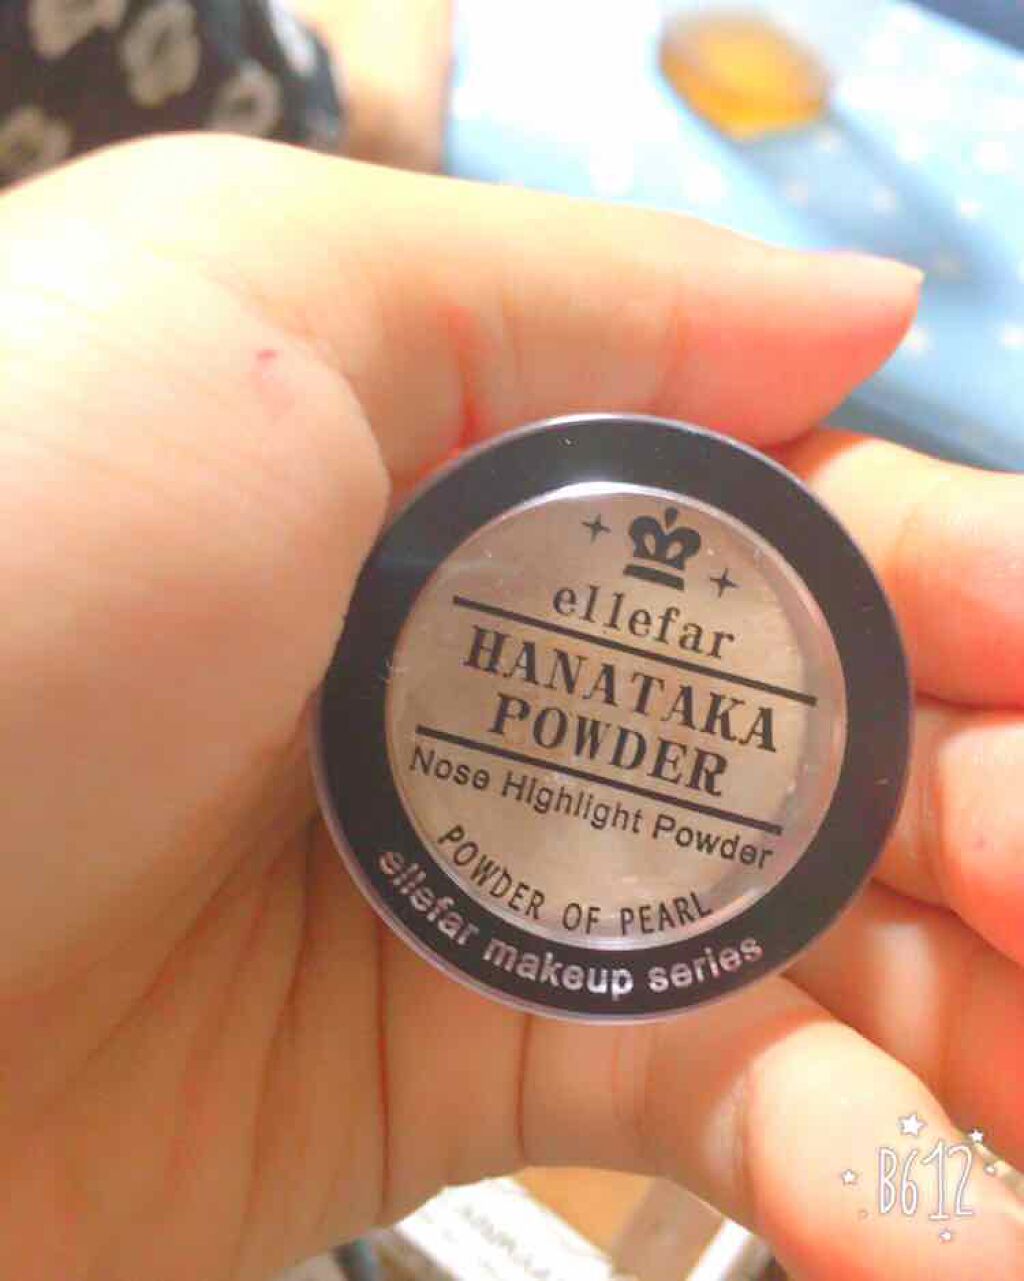 ellefar
HANATAKA
POWDER
Nose Highlight Powder
POWDER OF PEARL
ellefar makeup series
B612